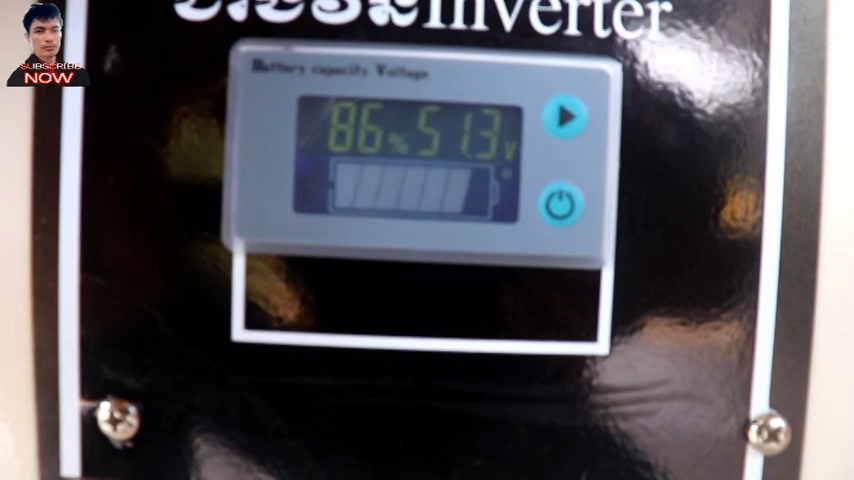 Inverter
SUBSCRIBE
NOW
Battery capacity Voltage
86% 51.3V